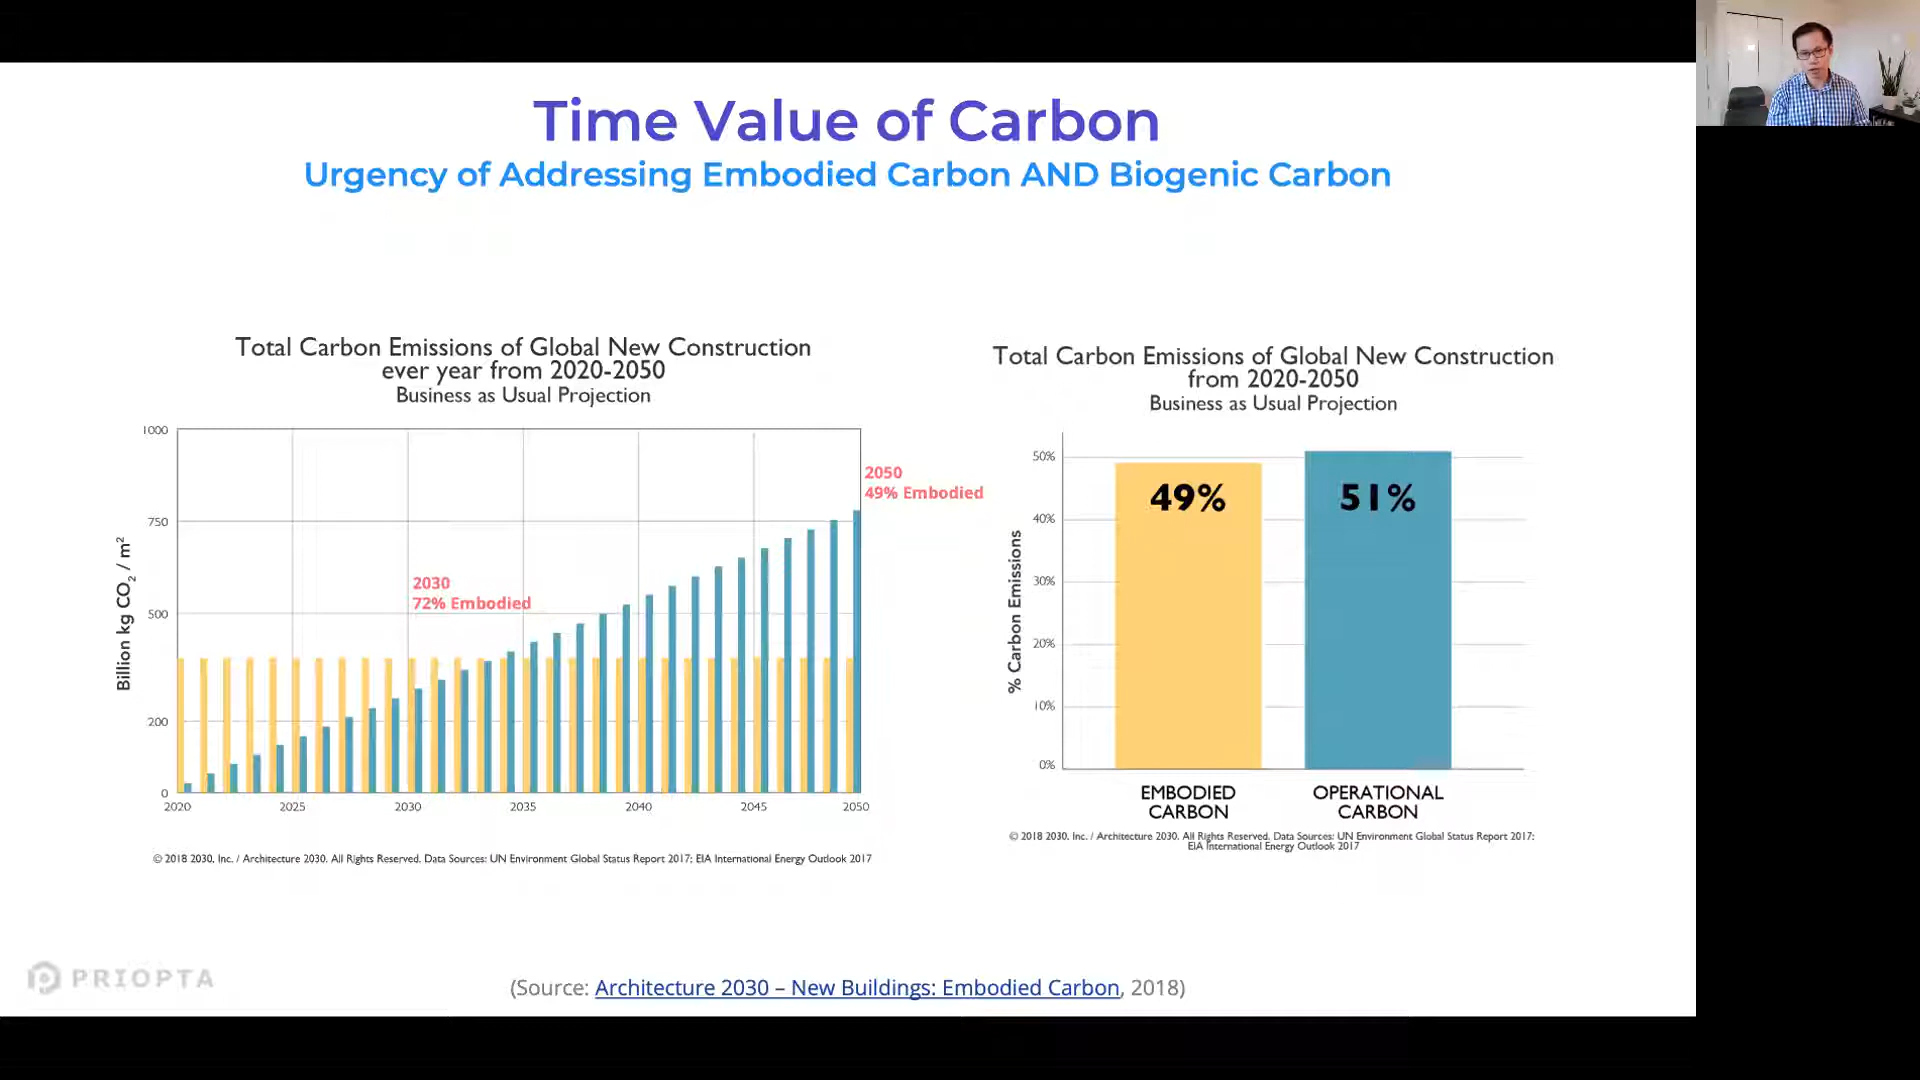 Time Value of Carbon
Urgency of Addressing Embodied Carbon AND Biogenic Carbon
Total Carbon Emissions of Global New Construction
ever year from 2020-2050
Business as Usual Projection
1000
750
500
200
0
Billion kg CO2 / m²
2020
2025
2030
2035
2040
2045
2050
2030
72% Embodied
2050
49% Embodied
© 2018 2030, Inc. / Architecture 2030. All Rights Reserved. Data Sources: UN Environment Global Status Report 2017; EIA International Energy Outlook 2017
Total Carbon Emissions of Global New Construction
from 2020-2050
Business as Usual Projection
50%
40%
30%
20%
10%
0%
% Carbon Emissions
49%
51%
EMBODIED
CARBON
OPERATIONAL
CARBON
© 2018 2030, Inc. / Architecture 2030. All Rights Reserved. Data Sources: UN Environment Global Status Report 2017;
EIA International Energy Outlook 2017
PRIOPTA
(Source: Architecture 2030 – New Buildings: Embodied Carbon, 2018)